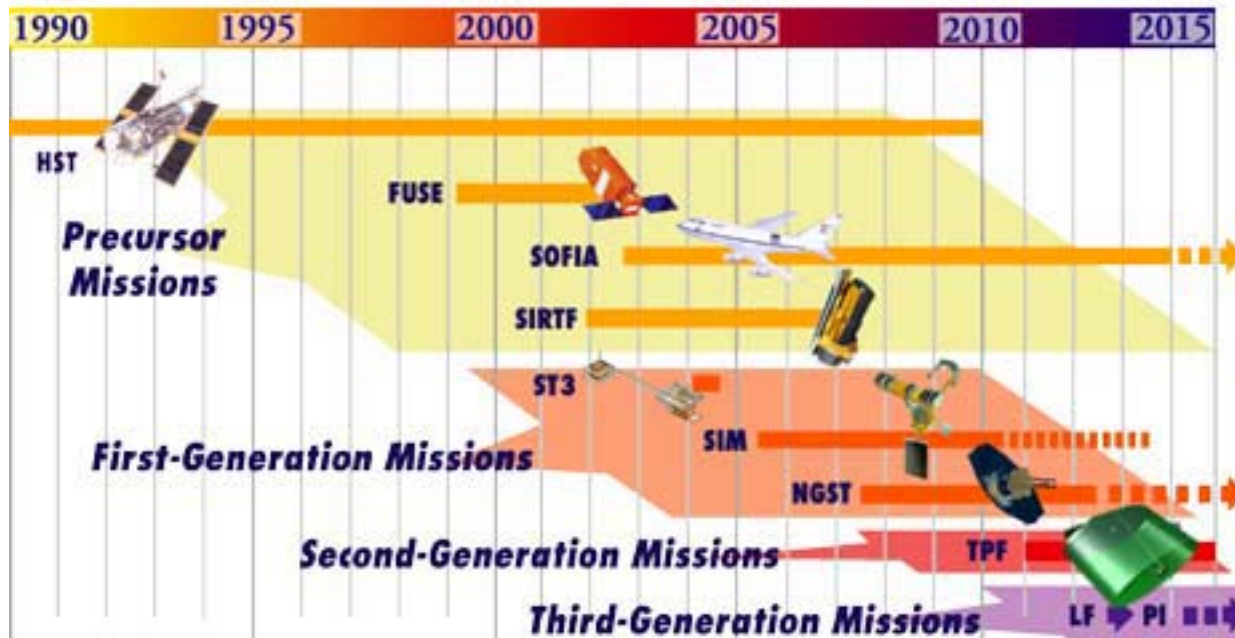 1990 1995 2000 2005 2010 2015
HST
FUSE
Precursor
Missions
SOFIA
SIRTF
ST3
First-Generation Missions
SIM
NGST
Second-Generation Missions
TPF
Third-Generation Missions
LF PI